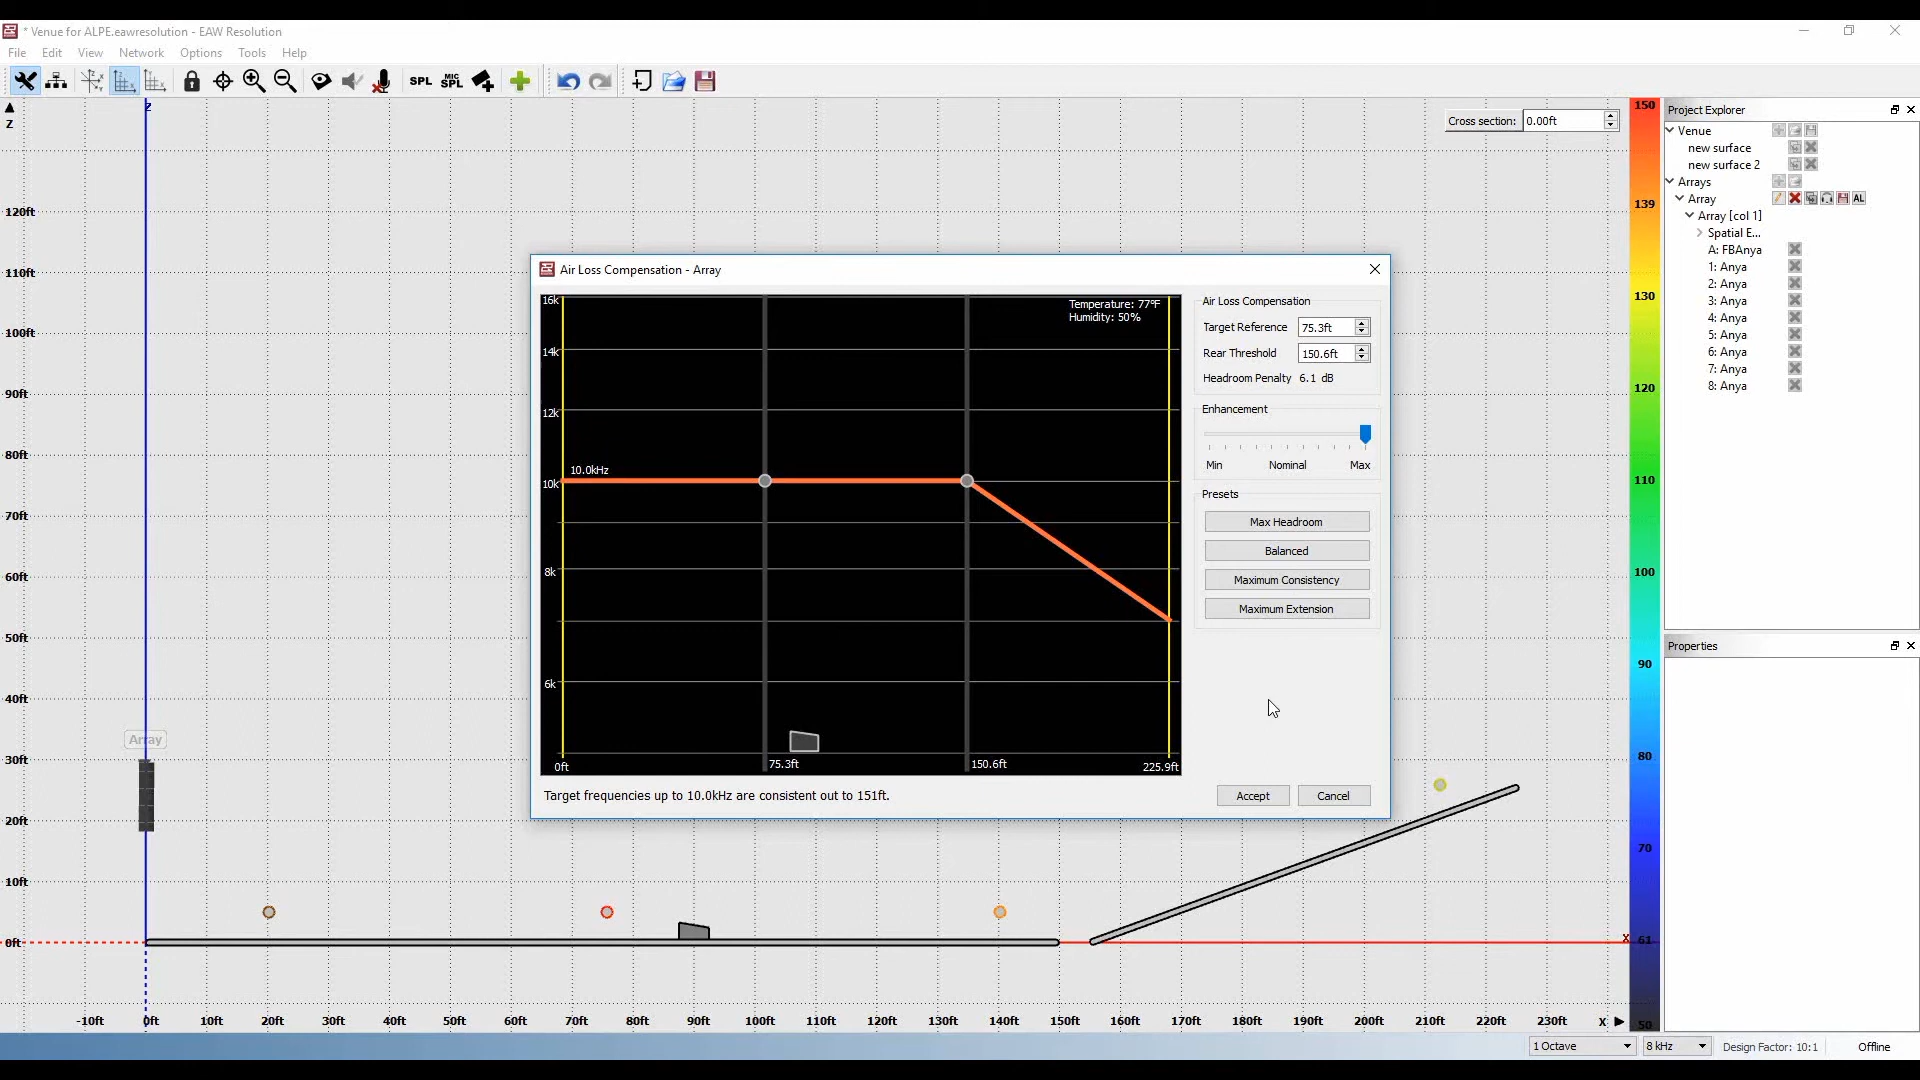 * Venue for ALPE.eawresolution - EAW Resolution
File Edit View Network Options Tools Help
SPL MIC SPL
Z
Z
Cross section: 0.00ft
120ft
110ft
100ft
90ft
80ft
70ft
60ft
50ft
40ft
30ft
20ft
10ft
0ft
Array
-10ft 0ft 10ft 20ft 30ft 40ft 50ft 60ft 70ft 80ft 90ft 100ft 110ft 120ft 130ft 140ft 150ft 160ft 170ft 180ft 190ft 200ft 210ft 220ft 230ft X
X
Air Loss Compensation - Array
16k
14k
12k
10k
8k
6k
Temperature: 77°F
Humidity: 50%
10.0kHz
0ft 75.3ft 150.6ft 225.9ft
Target frequencies up to 10.0kHz are consistent out to 151ft.
Air Loss Compensation
Target Reference 75.3ft
Rear Threshold 150.6ft
Headroom Penalty 6.1 dB
Enhancement
Min Nominal Max
Presets
Max Headroom
Balanced
Maximum Consistency
Maximum Extension
Accept Cancel
150
139
130
120
110
100
90
80
70
61
50
Project Explorer
Venue
new surface
new surface 2
Arrays
Array AL
Array [col 1]
Spatial E...
A: FBAnya
1: Anya
2: Anya
3: Anya
4: Anya
5: Anya
6: Anya
7: Anya
8: Anya
Properties
1 Octave 8 kHz Design Factor: 10:1 Offline